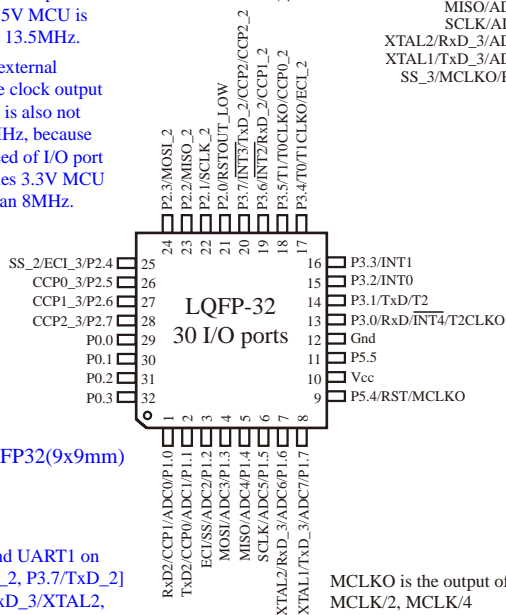 5V MCU is
13.5MHz.
external
e clock output
is also not
Hz, because
eed of I/O port
es 3.3V MCU
an 8MHz.
MISO/AD
SCLK/AD
XTAL2/RxD_3/AD
XTAL1/TxD_3/AD
SS_3/MCLKO/
P2.3/MOSI_2
P2.2/MISO_2
P2.1/SCLK_2
P2.0/RSTOUT_LOW
P3.7/INT3/TxD_2/CCP2/CCP2_2
P3.6/INT2/RxD_2/CCP1_2
P3.5/T1/T0CLKO/CCP0_2
P3.4/T0/T1CLKO/ECI_2
24 23 22 21 20 19 18 17
SS_2/ECI_3/P2.4 25
CCP0_3/P2.5 26
CCP1_3/P2.6 27
CCP2_3/P2.7 28
P0.0 29
P0.1 30
P0.2 31
P0.3 32
LQFP-32
30 I/O ports
16 P3.3/INT1
15 P3.2/INT0
14 P3.1/TxD/T2
13 P3.0/RxD/INT4/T2CLKO
12 Gnd
11 P5.5
10 Vcc
9 P5.4/RST/MCLKO
1 2 3 4 5 6 7 8
RxD2/CCP1/ADC0/P1.0
TxD2/CCP0/ADC1/P1.1
ECI/SS/ADC2/P1.2
MOSI/ADC3/P1.3
MISO/ADC4/P1.4
SCLK/ADC5/P1.5
XTAL2/RxD_3/ADC6/P1.6
XTAL1/TxD_3/ADC7/P1.7
FP32(9x9mm)
nd UART1 on
_2, P3.7/TxD_2]
xD_3/XTAL2,
MCLKO is the output of
MCLK/2, MCLK/4